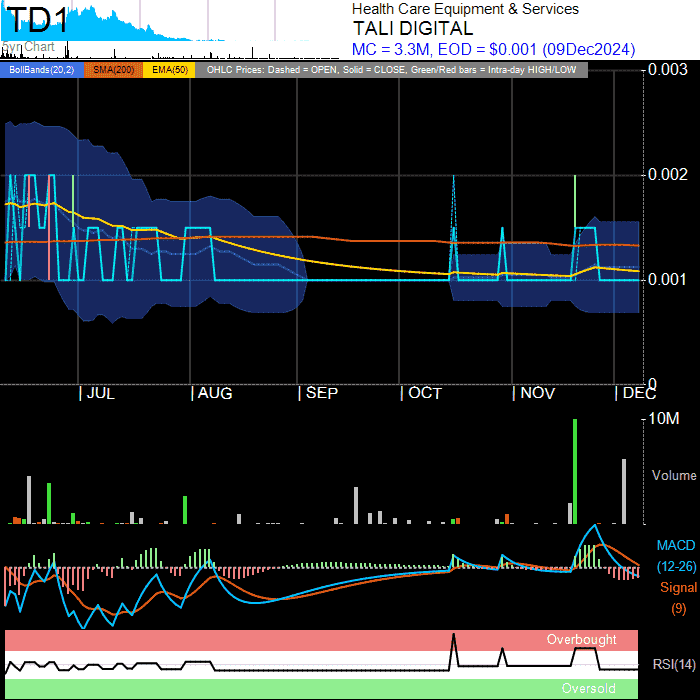 TD1
SynChart
Health Care Equipment & Services
TALI DIGITAL
MC = 3.3M, EOD = $0.001 (09Dec2024)
BollBands(20,2) SMA(200) EMA(50) OHLC Prices: Dashed = OPEN, Solid = CLOSE, Green/Red bars = Intra-day HIGH/LOW
0.003
0.002
0.001
0
JUL AUG SEP OCT NOV DEC
10M
Volume
MACD
(12-26)
Signal
(9)
Overbought
RSI(14)
Oversold